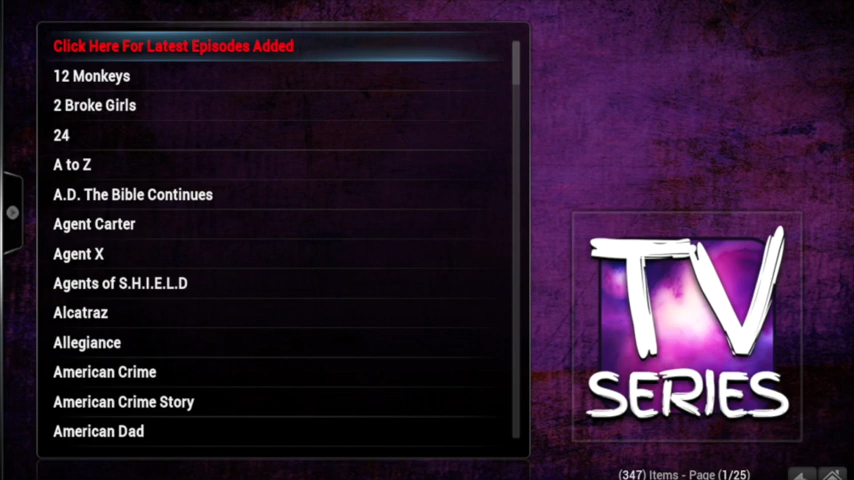 Click Here For Latest Episodes Added
12 Monkeys
2 Broke Girls
24
A to Z
A.D. The Bible Continues
Agent Carter
Agent X
Agents of S.H.I.E.L.D
Alcatraz
Allegiance
American Crime
American Crime Story
American Dad
TV
SERIES
(347) Items - Page (1/25)